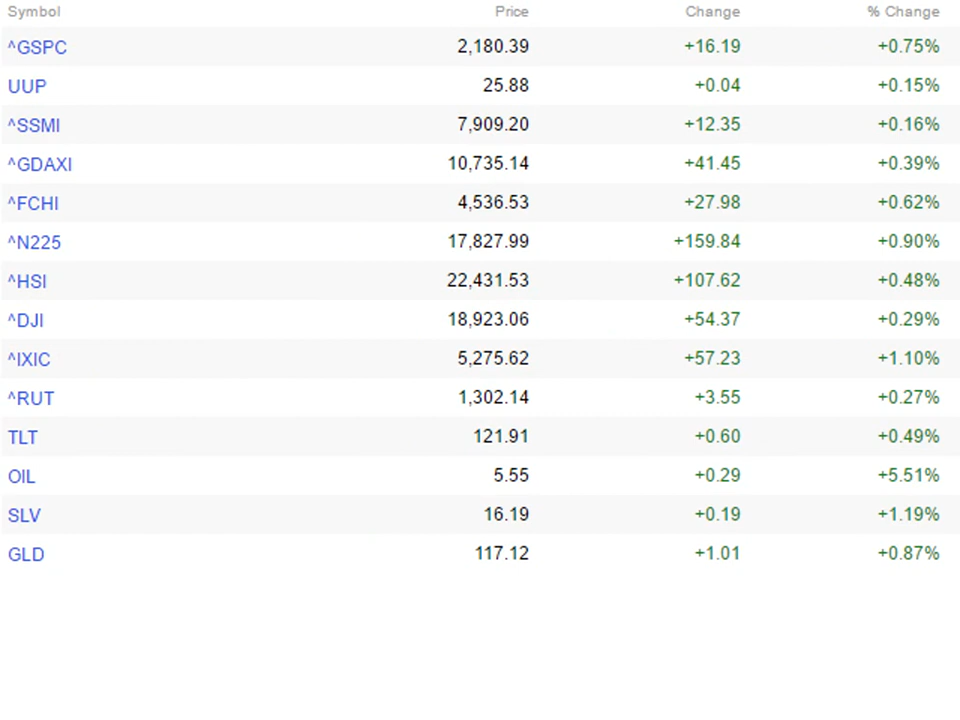 Symbol Price Change % Change
^GSPC 2,180.39 +16.19 +0.75%
UUP 25.88 +0.04 +0.15%
^SSMI 7,909.20 +12.35 +0.16%
^GDAXI 10,735.14 +41.45 +0.39%
^FCHI 4,536.53 +27.98 +0.62%
^N225 17,827.99 +159.84 +0.90%
^HSI 22,431.53 +107.62 +0.48%
^DJI 18,923.06 +54.37 +0.29%
^IXIC 5,275.62 +57.23 +1.10%
^RUT 1,302.14 +3.55 +0.27%
TLT 121.91 +0.60 +0.49%
OIL 5.55 +0.29 +5.51%
SLV 16.19 +0.19 +1.19%
GLD 117.12 +1.01 +0.87%